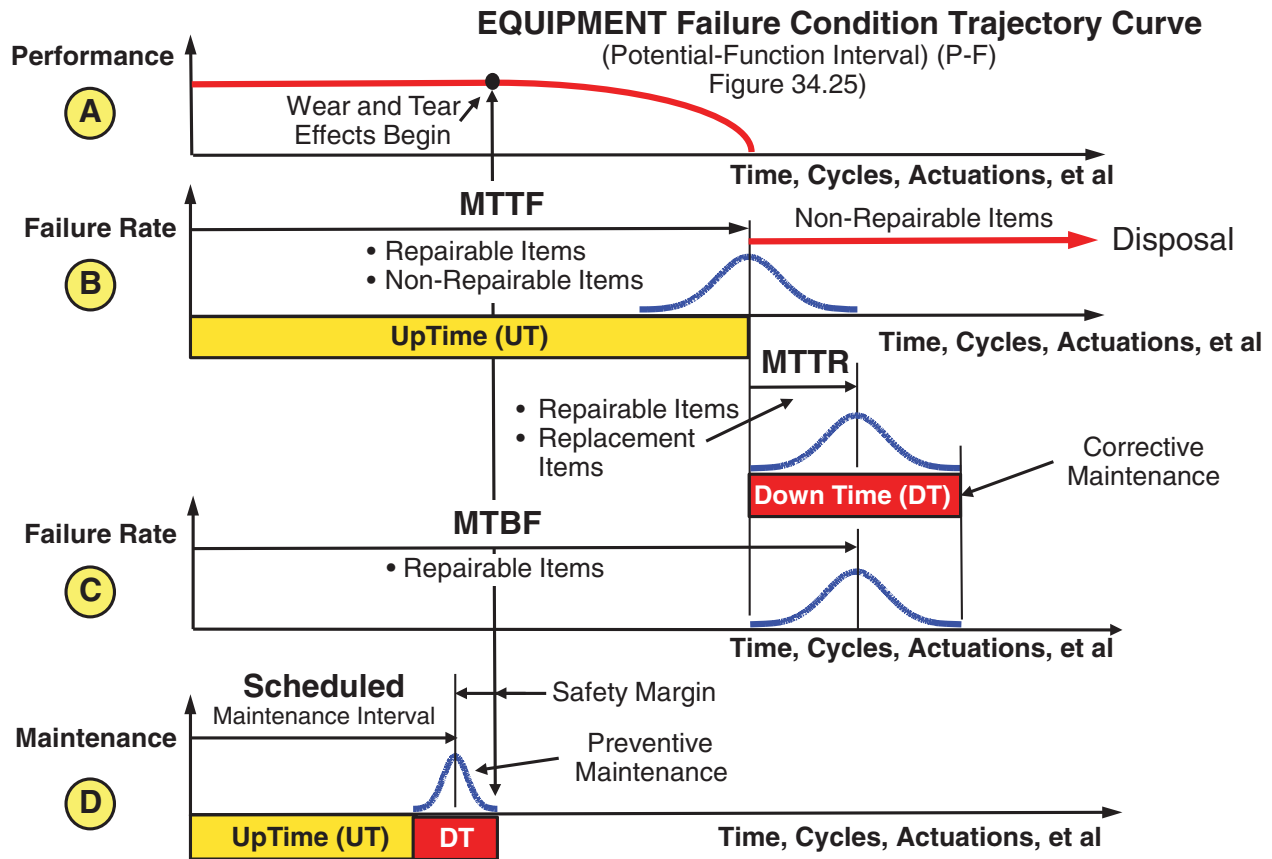 EQUIPMENT Failure Condition Trajectory Curve
(Potential-Function Interval) (P-F)
Figure 34.25)
Performance
A
Wear and Tear
Effects Begin
Time, Cycles, Actuations, et al
MTTF
Failure Rate
B
• Repairable Items
• Non-Repairable Items
Non-Repairable Items
Disposal
UpTime (UT)
Time, Cycles, Actuations, et al
MTTR
• Repairable Items
• Replacement
Items
Corrective
Maintenance
Down Time (DT)
Failure Rate
C
MTBF
• Repairable Items
Time, Cycles, Actuations, et al
Scheduled
Maintenance Interval
Safety Margin
Maintenance
D
Preventive
Maintenance
UpTime (UT)
DT
Time, Cycles, Actuations, et al